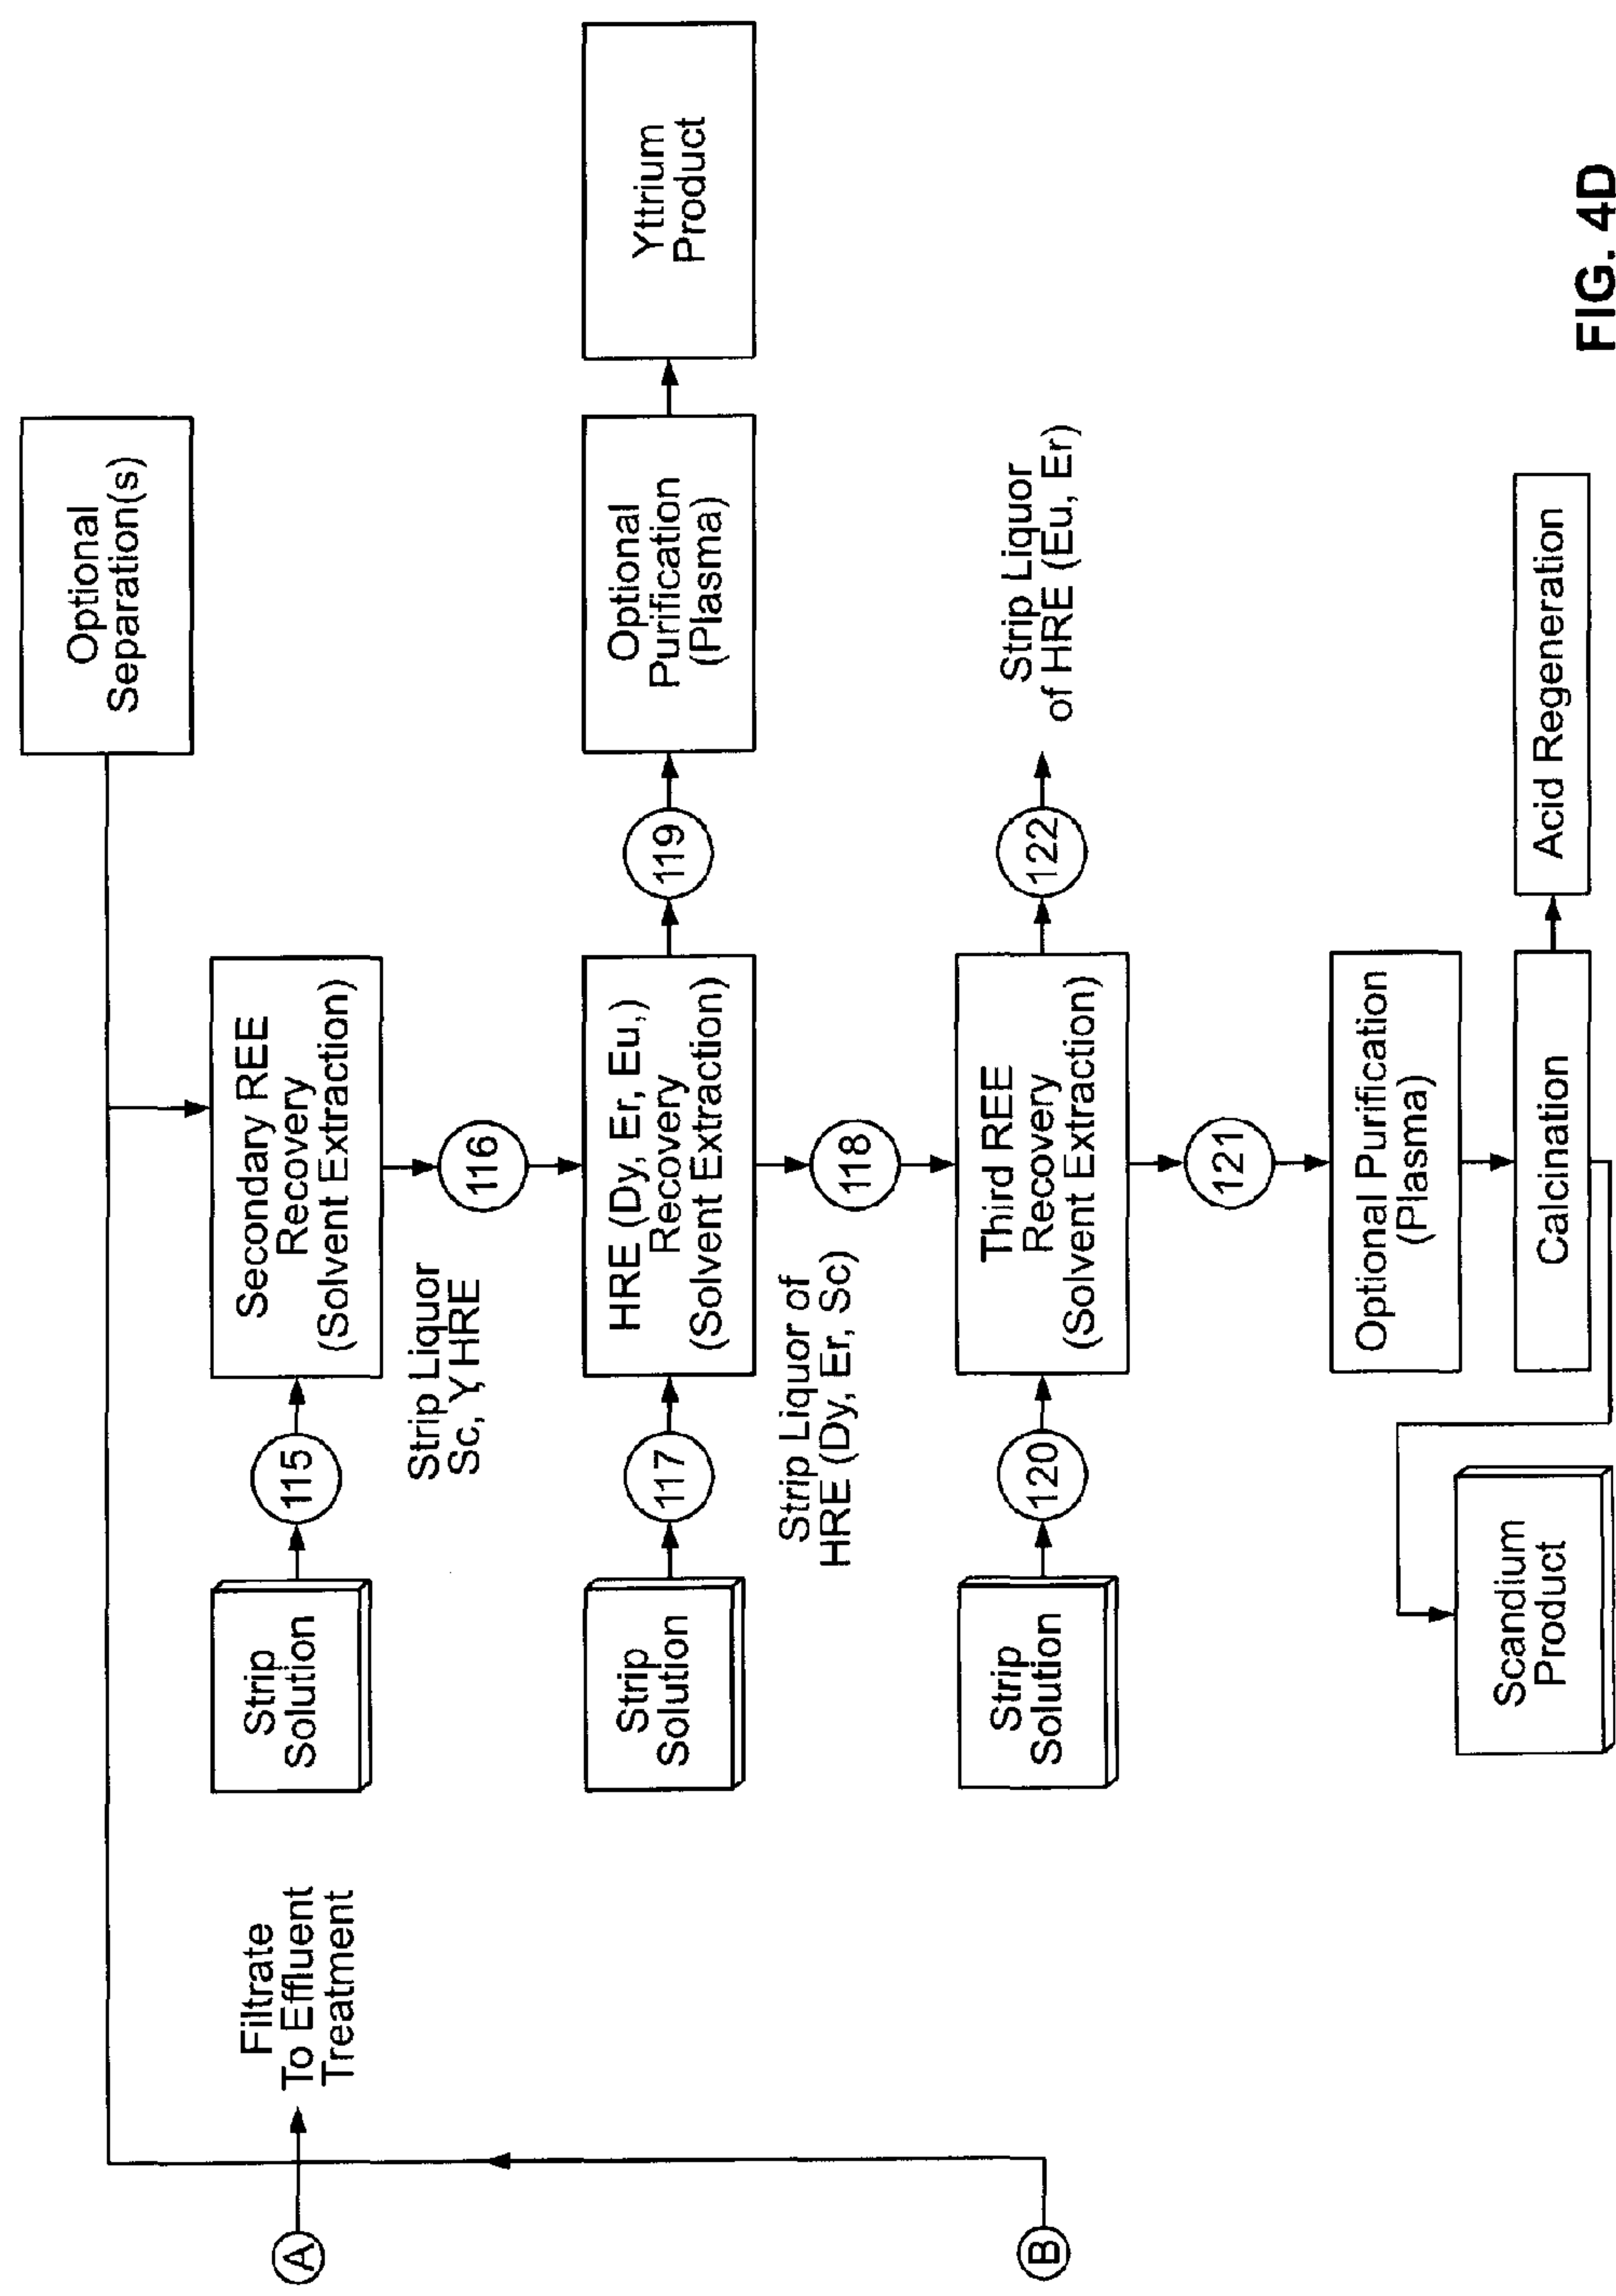 Optional
Separation(s)
A
Filtrate
To Effluent
Treatment
Strip
Solution
115
Secondary REE
Recovery
(Solvent Extraction)
Strip Liquor
Sc, Y,HRE
116
Strip
Solution
117
HRE (Dy, Er, Eu,)
Recovery
(Solvent Extraction)
119
Optional
Purification
(Plasma)
Yttrium
Product
Strip Liquor of
HRE (Dy, Er, Sc)
118
B
Strip
Solution
120
Third REE
Recovery
(Solvent Extraction)
122
Strip Liquor
of HRE (Eu, Er)
121
Optional Purification
(Plasma)
Scandium
Product
Calcination
Acid Regeneration
FIG. 4D